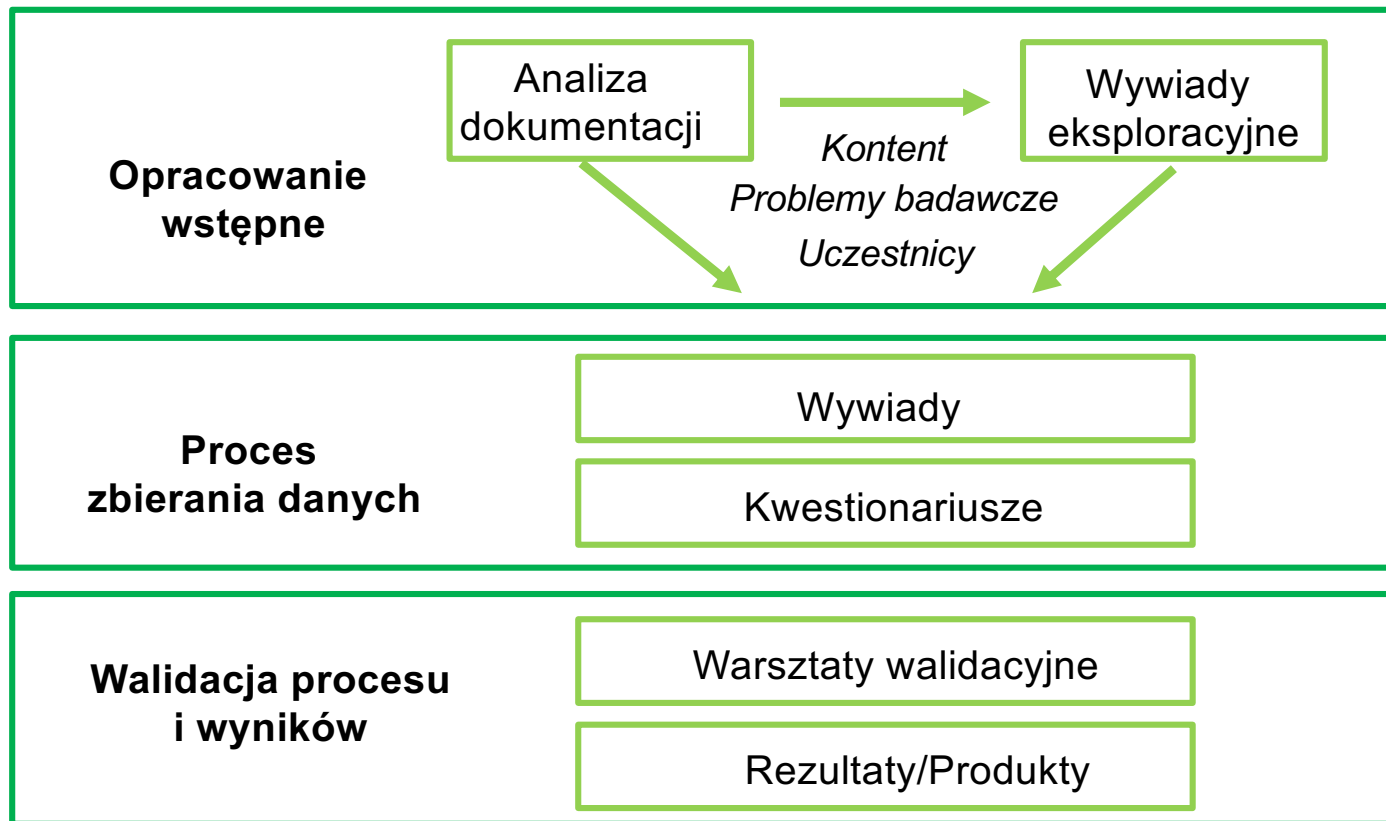 Opracowanie
wstępne
Analiza
dokumentacji
Wywiady
eksploracyjne
Kontent
Problemy badawcze
Uczestnicy
Proces
zbierania danych
Wywiady
Kwestionariusze
Walidacja procesu
i wyników
Warsztaty walidacyjne
Rezultaty/Produkty